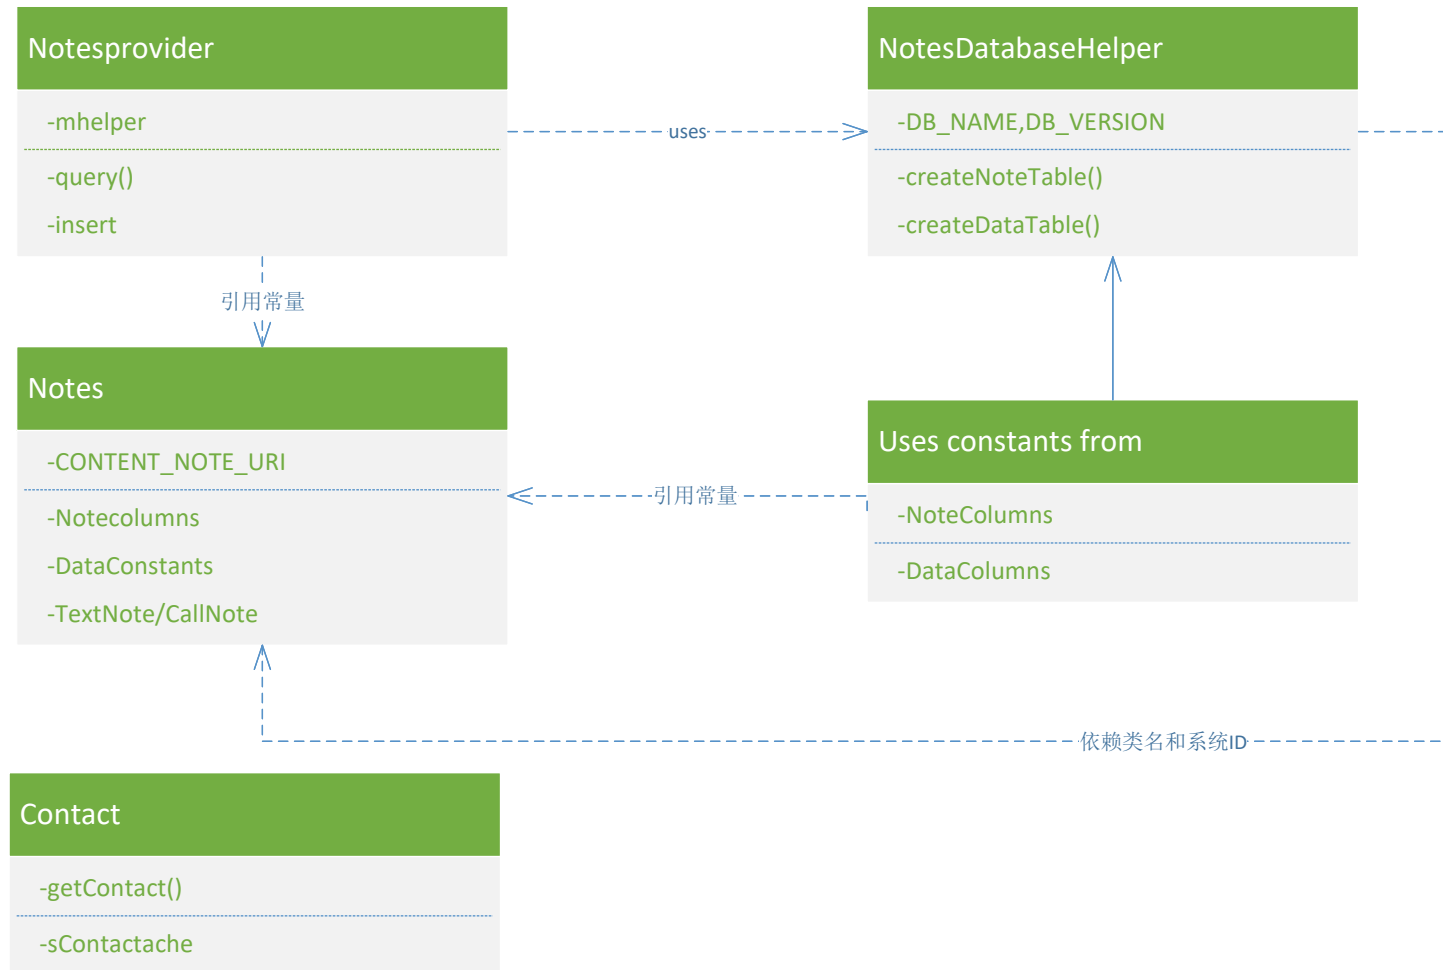 Notesprovider
-mhelper
-query()
-insert
uses
NotesDatabaseHelper
-DB_NAME,DB_VERSION
-createNoteTable()
-createDataTable()
引用常量
Notes
-CONTENT_NOTE_URI
-Notecolumns
-DataConstants
-TextNote/CallNote
引用常量
Uses constants from
-NoteColumns
-DataColumns
依赖类名和系统ID
Contact
-getContact()
-sContactache